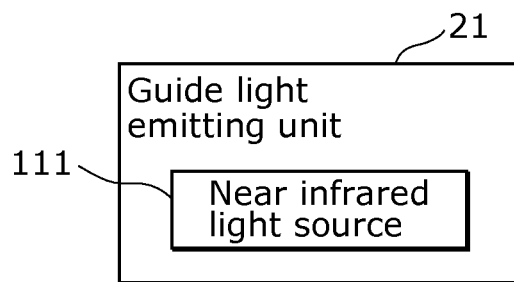 21
Guide light
emitting unit
111
Near infrared
light source